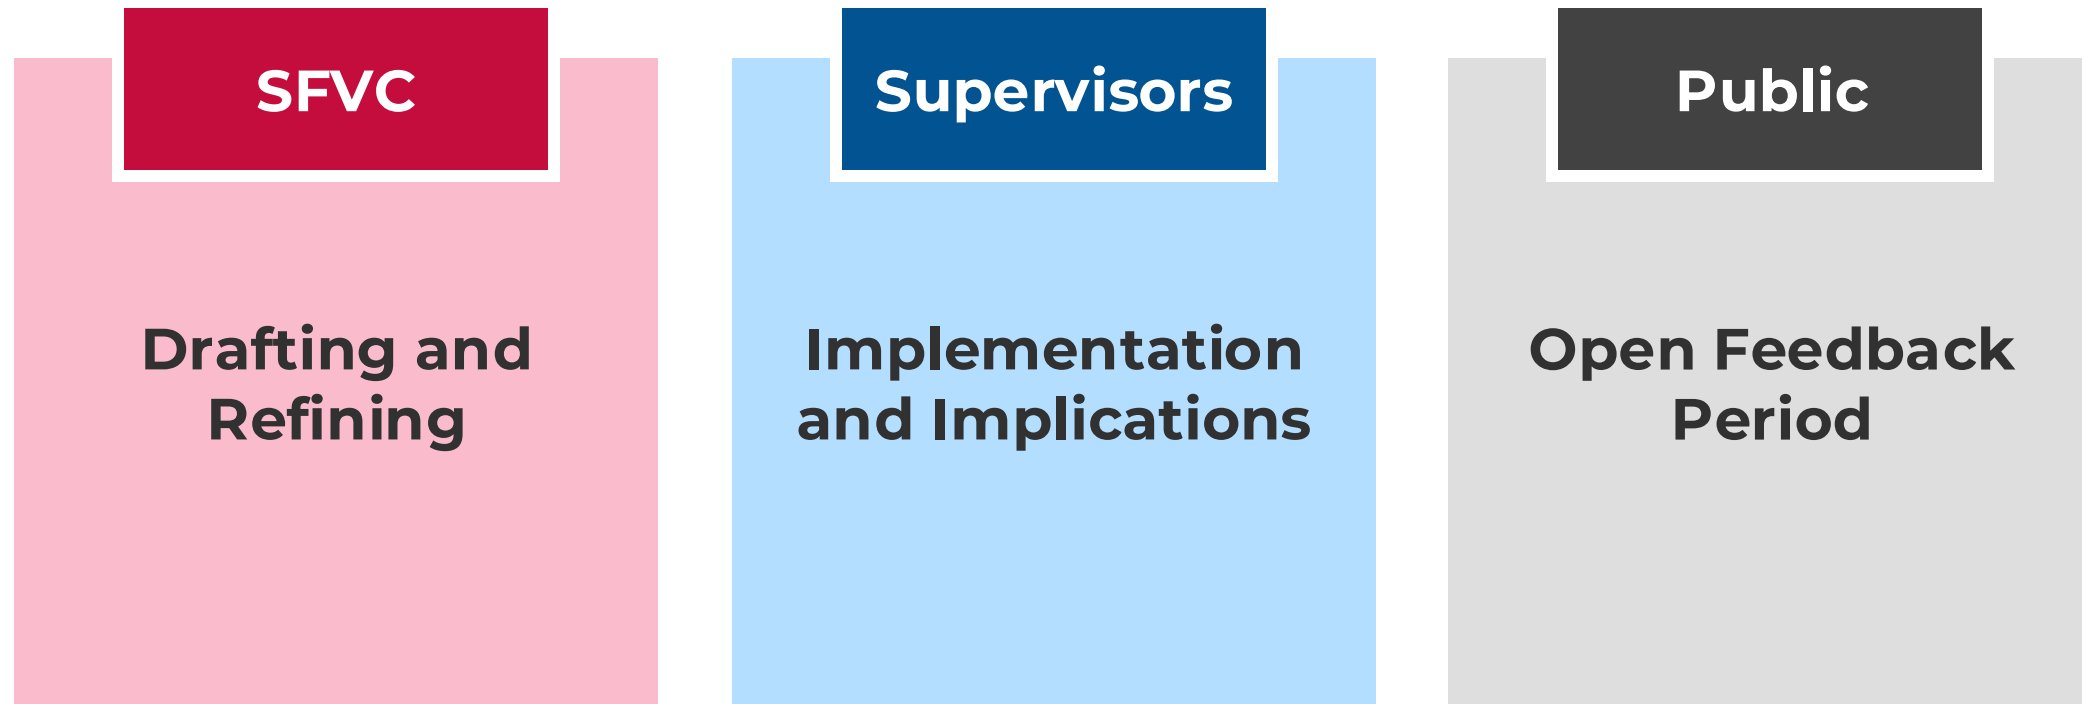 SFVC
Drafting and
Refining
Supervisors
Implementation
and Implications
Public
Open Feedback
Period